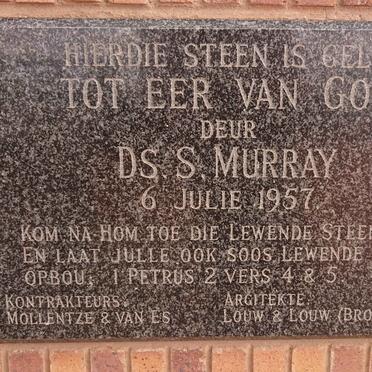 HIERDIE STEEN IS GEL
TOT EER VAN GO
DEUR
DS. S. MURRAY
6 JULIE 1957.
KOM NA HOM TOE DIE LEWENDE STEE
EN LAAT JULLE OOK SOOS LEWENDE
OPBOU; 1 PETRUS 2 VERS 4 & 5
KONTRAKTEURS:
MOLLENTZE & VAN ES
ARGITEKTE:
LOUW & LOUW (BRO